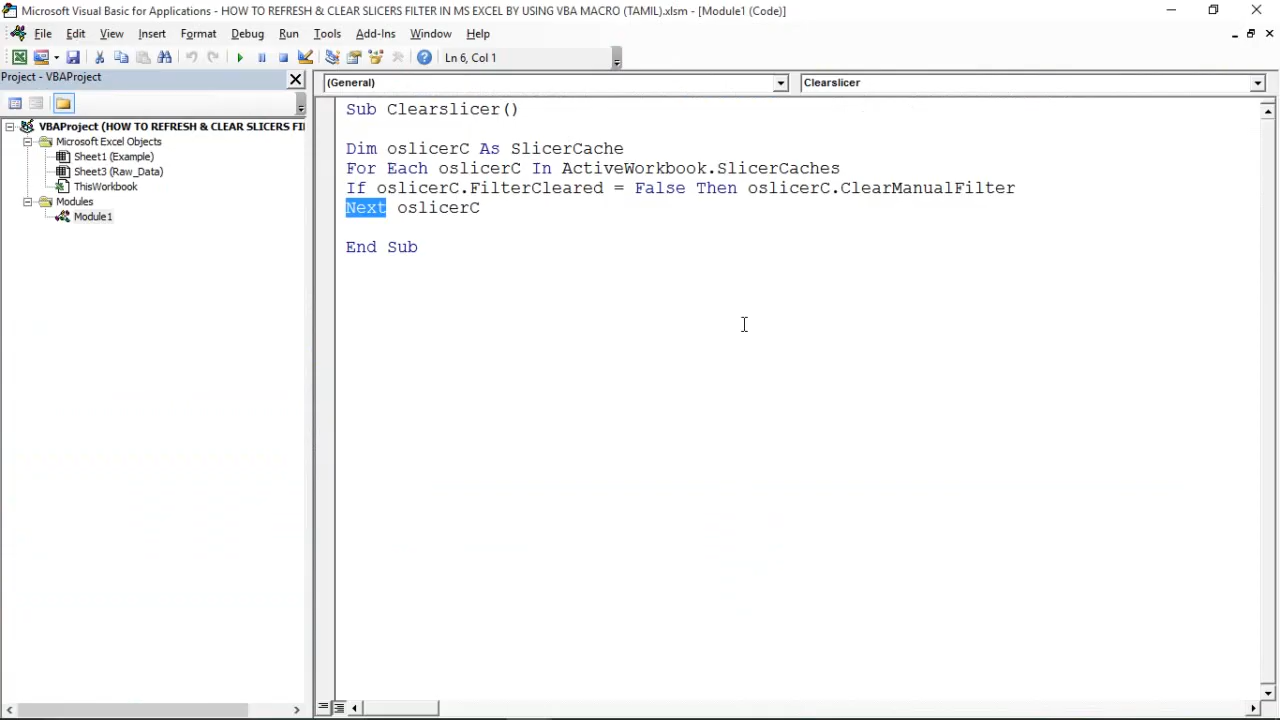 Microsoft Visual Basic for Applications - HOW TO REFRESH & CLEAR SLICERS FILTER IN MS EXCEL BY USING VBA MACRO (TAMIL).xlsm - [Module1 (Code)]
File Edit View Insert Format Debug Run Tools Add-Ins Window Help
Ln 6, Col 1
Project - VBAProject
(General) Clearslicer
VBAProject (HOW TO REFRESH & CLEAR SLICERS FI
Microsoft Excel Objects
Sheet1 (Example)
Sheet3 (Raw_Data)
ThisWorkbook
Modules
Module1
Sub Clearslicer()
Dim oslicerC As SlicerCache
For Each oslicerC In ActiveWorkbook.SlicerCaches
If oslicerC.FilterCleared = False Then oslicerC.ClearManualFilter
Next oslicerC
End Sub